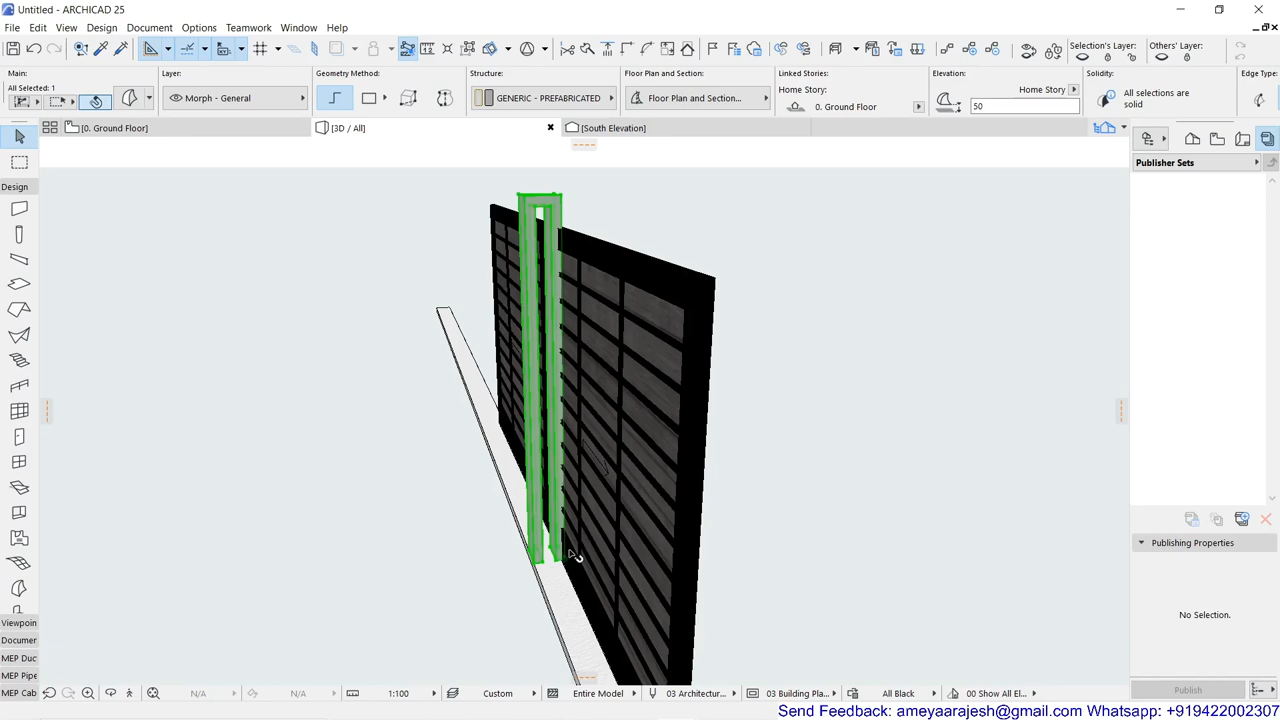 Untitled - ARCHICAD 25
File Edit View Design Document Options Teamwork Window Help
Main:
All Selected: 1
Layer:
Morph - General
Geometry Method:
Structure:
GENERIC - PREFABRICATED
Floor Plan and Section:
Floor Plan and Section...
Linked Stories:
Home Story:
0. Ground Floor
Elevation:
Home Story
50
Solidity:
All selections are solid
Selection's Layer:
Others' Layer:
Edge Type:
[0. Ground Floor]
[3D / All]
[South Elevation]
Publisher Sets
Design
Viewpoin
Documer
MEP Duc
MEP Pipe
MEP Cab
Publishing Properties
No Selection.
Publish
N/A
N/A
1:100
Custom
Entire Model
03 Architectur...
03 Building Pla...
All Black
00 Show All El...
Send Feedback: ameyaarajesh@gmail.com Whatsapp: +919422002307